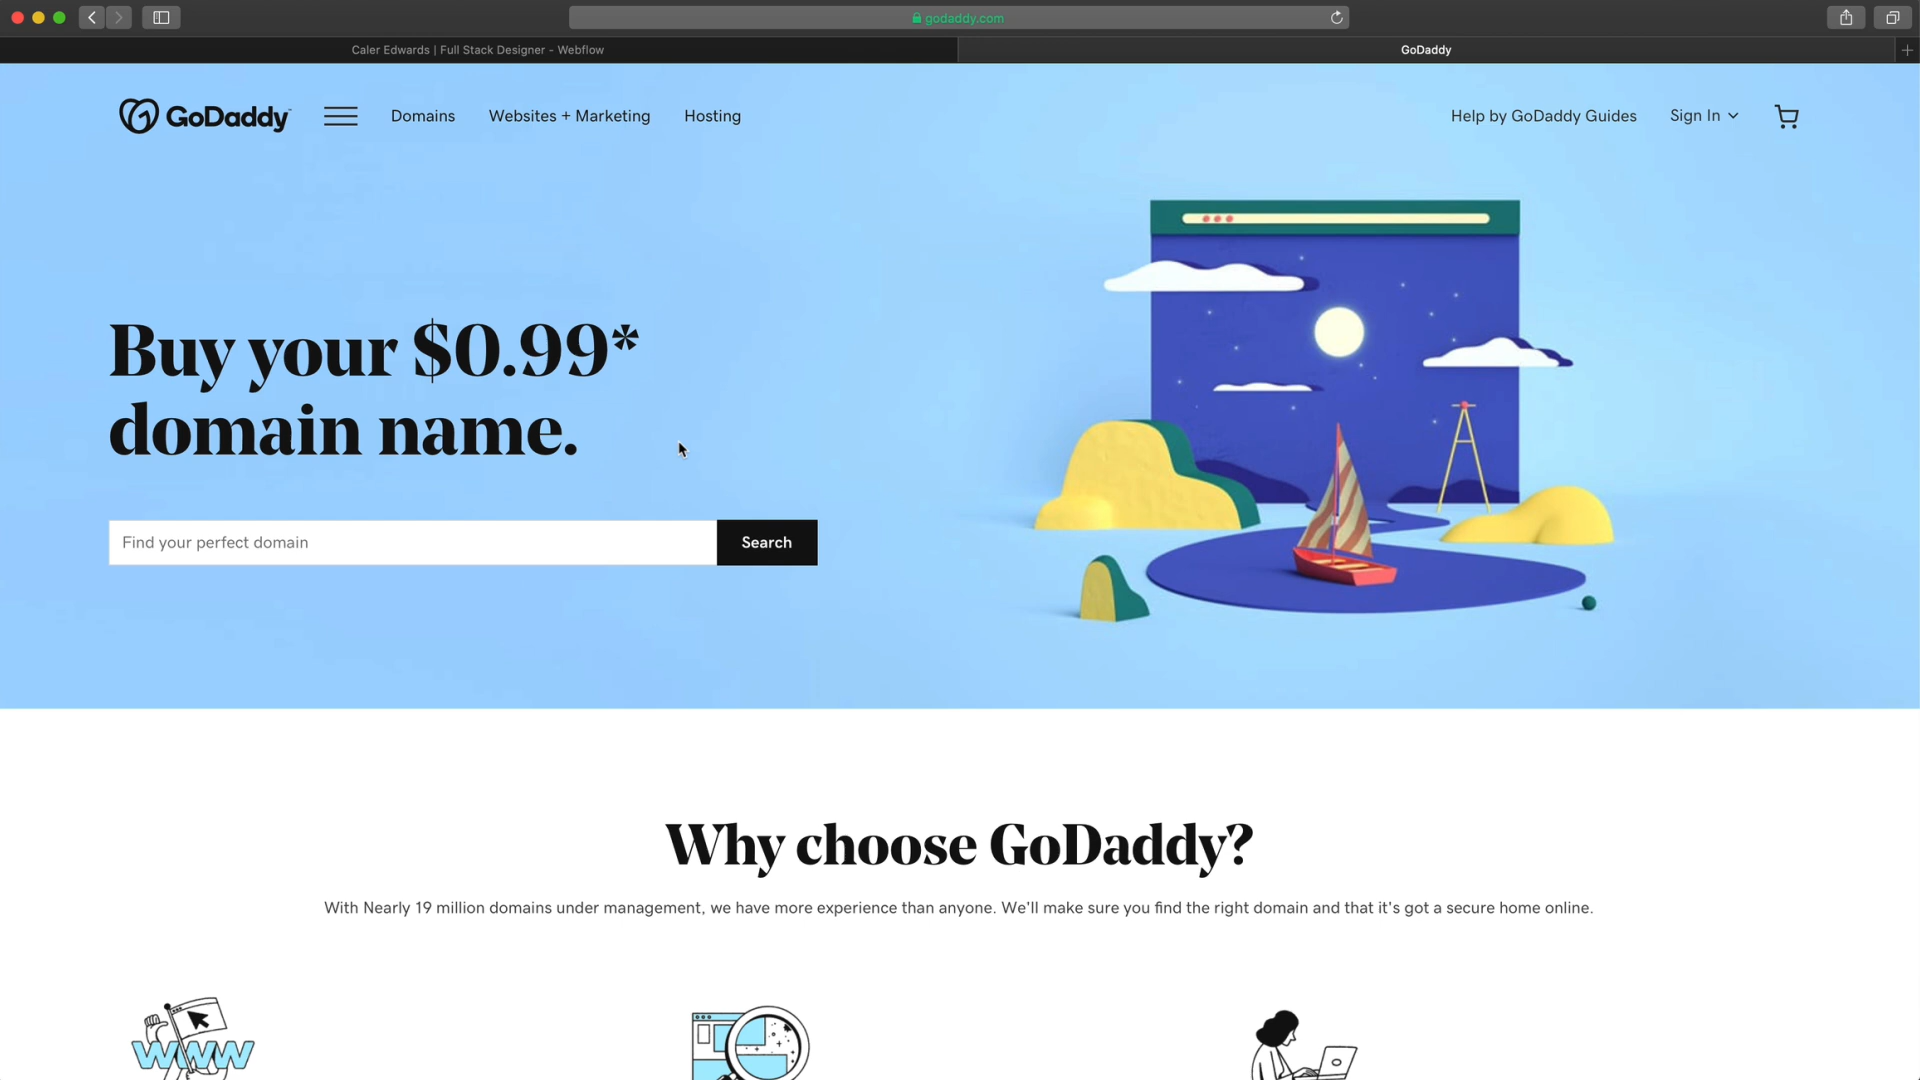 godaddy.com
Caler Edwards | Full Stack Designer - Webflow
GoDaddy
GoDaddy
Domains
Websites + Marketing
Hosting
Help by GoDaddy Guides
Sign In
Buy your $0.99*
domain name.
Find your perfect domain
Search
Why choose GoDaddy?
With Nearly 19 million domains under management, we have more experience than anyone. We'll make sure you find the right domain and that it's got a secure home online.
WWW